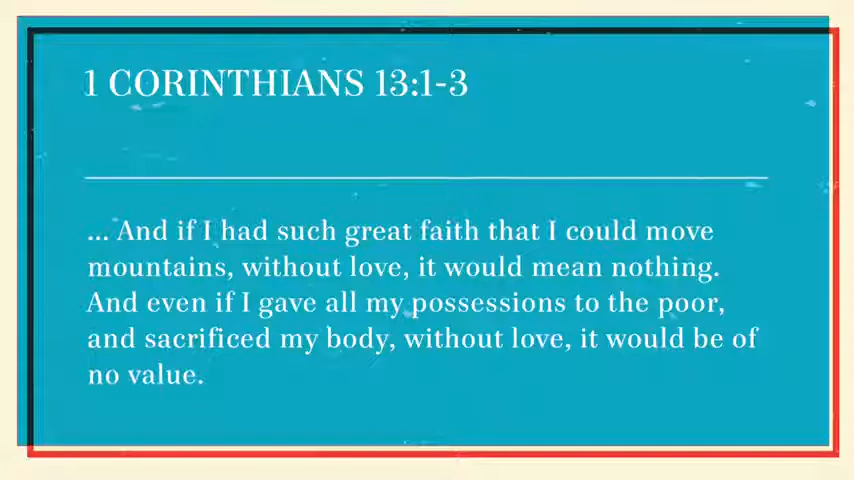 1 CORINTHIANS 13:1-3
... And if I had such great faith that I could move
mountains, without love, it would mean nothing.
And even if I gave all my possessions to the poor,
and sacrificed my body, without love, it would be of
no value.